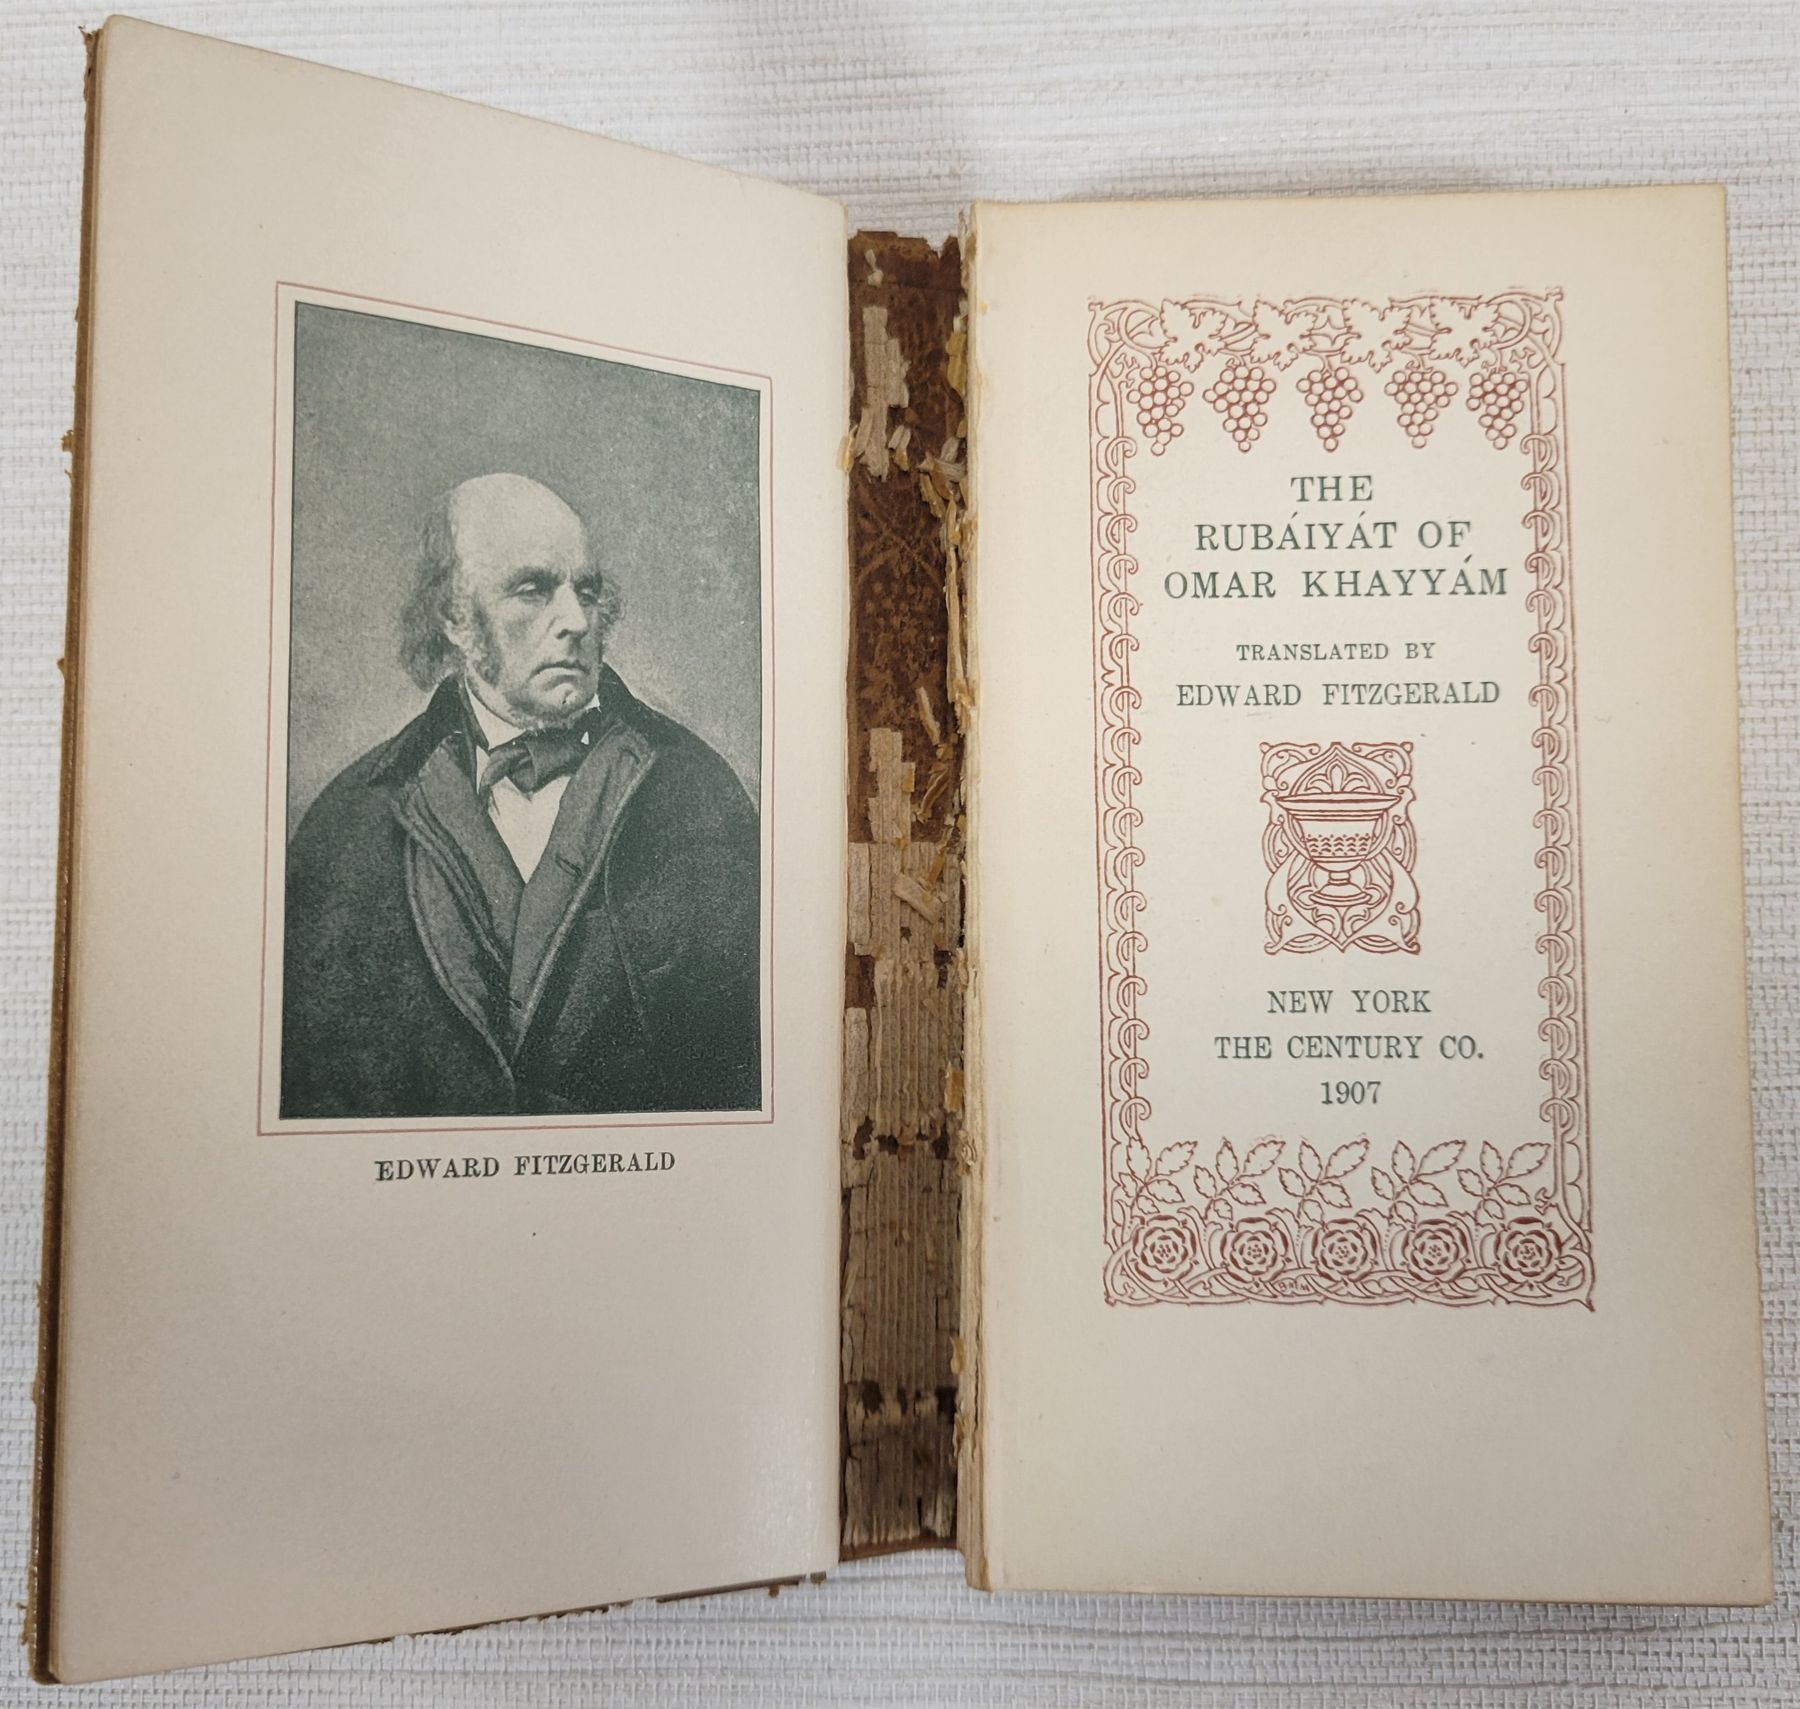 EDWARD FITZGERALD
THE
RUBÁIYÁT OF
OMAR KHAYYÁM
TRANSLATED BY
EDWARD FITZGERALD
NEW YORK
THE CENTURY CO.
1907